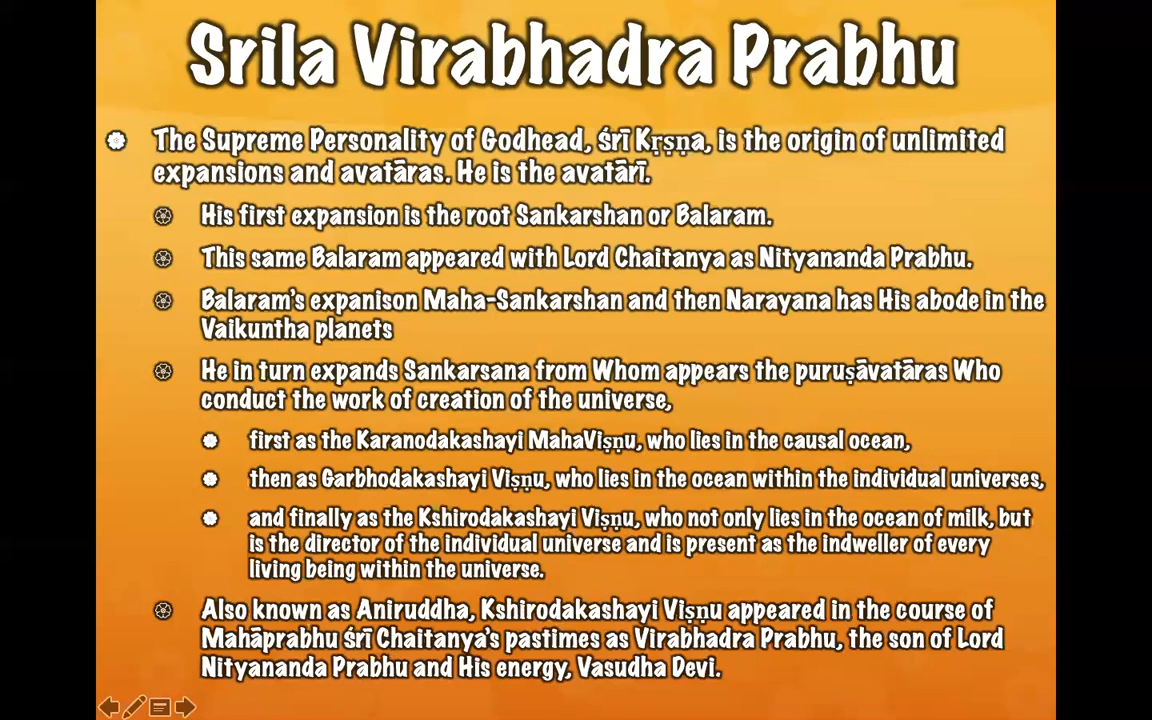 Srila Virabhadra Prabhu
The Supreme Personality of Godhead, śrī Kṛṣṇa, is the origin of unlimited
expansions and avatāras. He is the avatārī.
His first expansion is the root Sankarshan or Balaram.
This same Balaram appeared with Lord Chaitanya as Nityananda Prabhu.
Balaram's expanison Maha-Sankarshan and then Narayana has His abode in the
Vaikuntha planets
He in turn expands Sankarsana from Whom appears the puruṣāvatāras Who
conduct the work of creation of the universe,
first as the Karanodakashayi MahaViṣṇu, who lies in the causal ocean,
then as Garbhodakashayi Viṣṇu, who lies in the ocean within the individual universes,
and finally as the Kshirodakashayi Viṣṇu, who not only lies in the ocean of milk, but
is the director of the individual universe and is present as the indweller of every
living being within the universe.
Also known as Aniruddha, Kshirodakashayi Viṣṇu appeared in the course of
Mahāprabhu śrī Chaitanya's pastimes as Virabhadra Prabhu, the son of Lord
Nityananda Prabhu and His energy, Vasudha Devi.